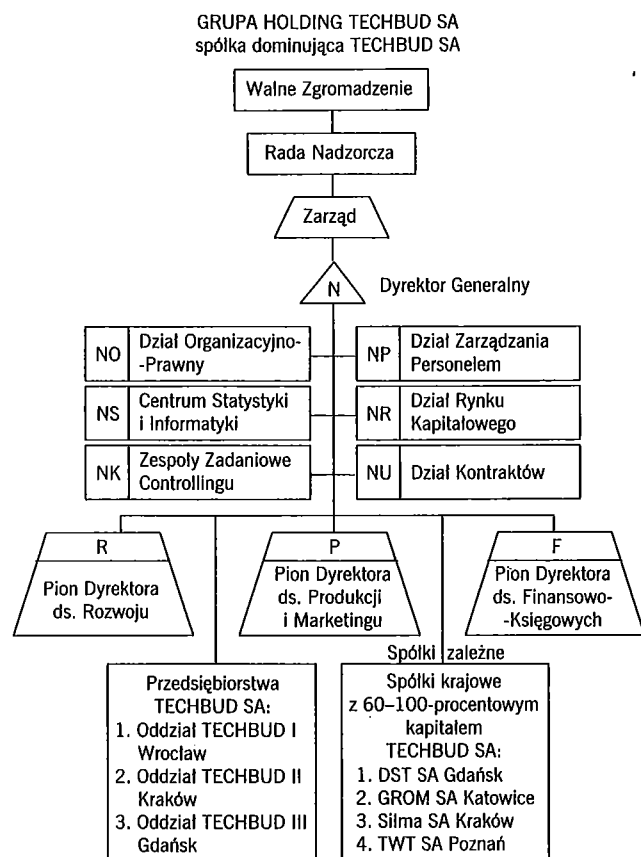 GRUPA HOLDING TECHBUD SA
spółka dominująca TECHBUD SA
Walne Zgromadzenie
Rada Nadzorcza
Zarząd
N
Dyrektor Generalny
NO
Dział Organizacyjno-
-Prawny
NP
Dział Zarządzania
Personelem
NS
Centrum Statystyki
i Informatyki
NR
Dział Rynku
Kapitałowego
NK
Zespoły Zadaniowe
Controllingu
NU
Dział Kontraktów
R
Pion Dyrektora
ds. Rozwoju
P
Pion Dyrektora
ds. Produkcji
i Marketingu
F
Pion Dyrektora
ds. Finansowo-
-Księgowych
Przedsiębiorstwa
TECHBUD SA:
1. Oddział TECHBUD I
Wrocław
2. Oddział TECHBUD II
Kraków
3. Oddział TECHBUD III
Gdańsk
Spółki zależne
Spółki krajowe
z 60–100-procentowym
kapitałem
TECHBUD SA:
1. DST SA Gdańsk
2. GROM SA Katowice
3. Silma SA Kraków
4. TWT SA Poznań